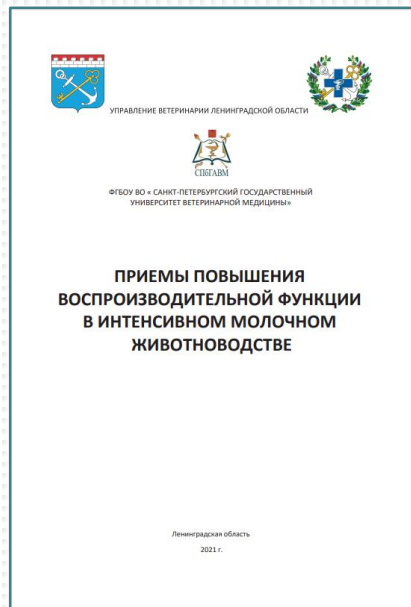 УПРАВЛЕНИЕ ВЕТЕРИНАРИИ ЛЕНИНГРАДСКОЙ ОБЛАСТИ
СПбГАВМ
ФГБОУ ВО « САНКТ-ПЕТЕРБУРГСКИЙ ГОСУДАРСТВЕННЫЙ
УНИВЕРСИТЕТ ВЕТЕРИНАРНОЙ МЕДИЦИНЫ»
ПРИЕМЫ ПОВЫШЕНИЯ
ВОСПРОИЗВОДИТЕЛЬНОЙ ФУНКЦИИ
В ИНТЕНСИВНОМ МОЛОЧНОМ
ЖИВОТНОВОДСТВЕ
Ленинградская область
2021 г.